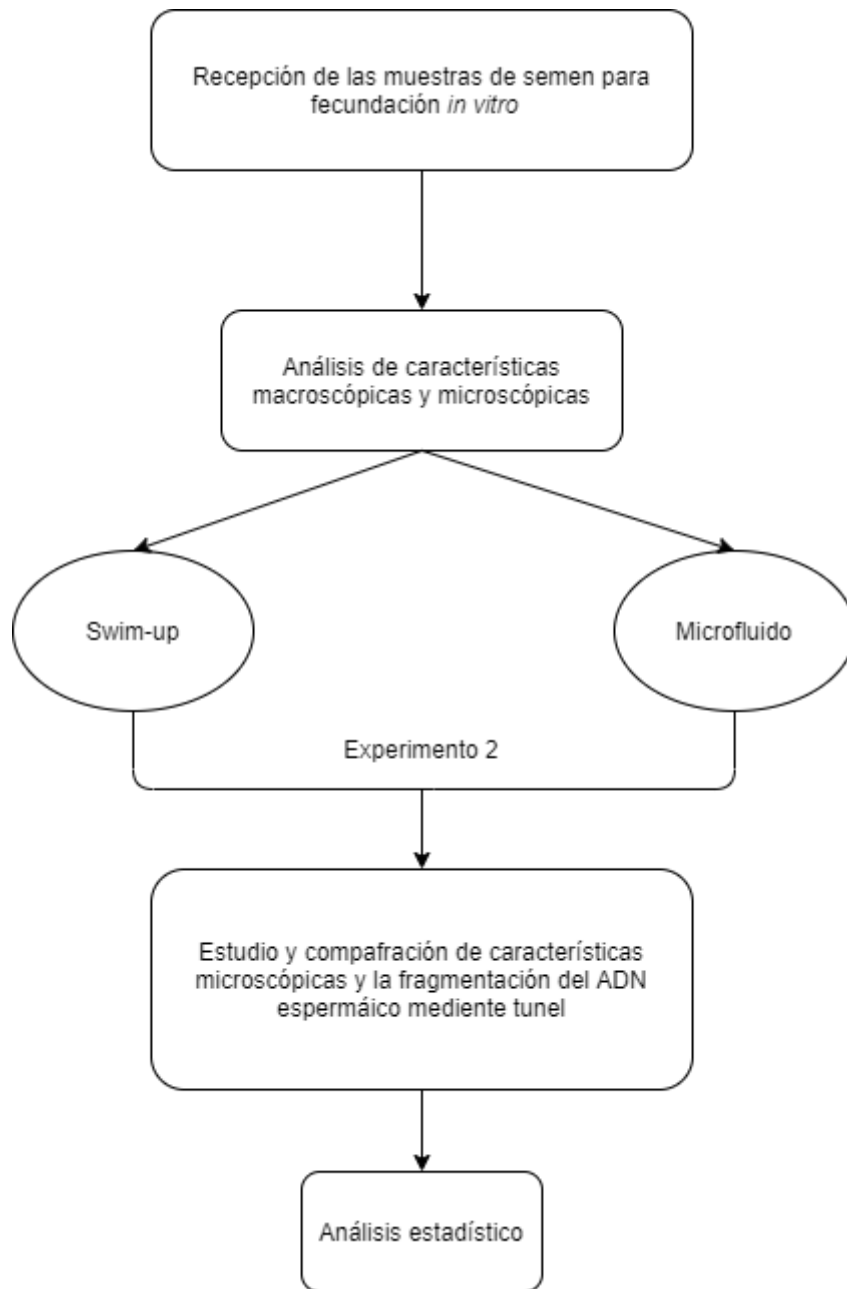 Recepción de las muestras de semen para
fecundación in vitro
Análisis de características
macroscópicas y microscópicas
Swim-up
Microfluido
Experimento 2
Estudio y compafración de características
microscópicas y la fragmentación del ADN
espermáico mediente tunel
Análisis estadístico